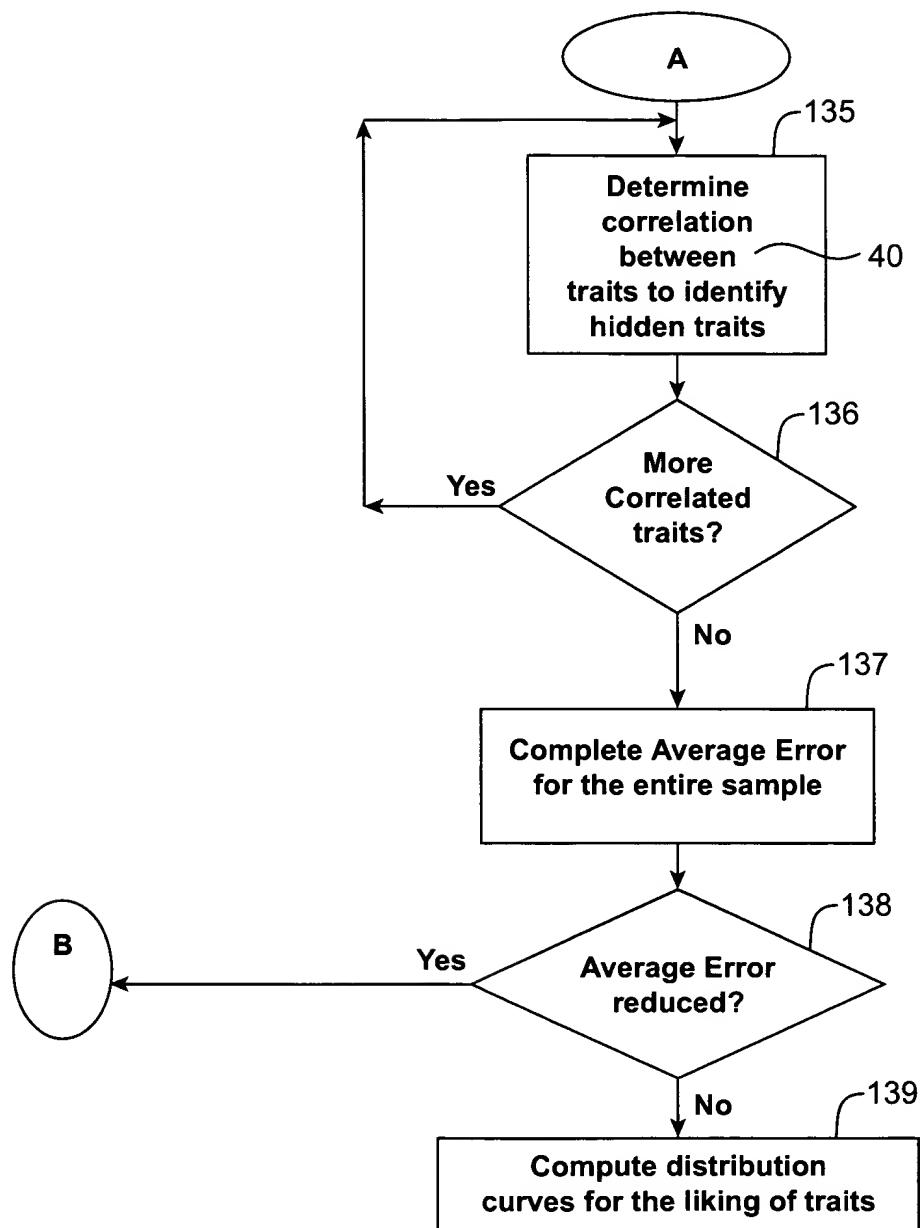 A
135
Determine
correlation
between
40
traits to identify
hidden traits
136
More
Correlated
traits?
Yes
No
137
Complete Average Error
for the entire sample
138
B
Yes
Average Error
reduced?
No
139
Compute distribution
curves for the liking of traits